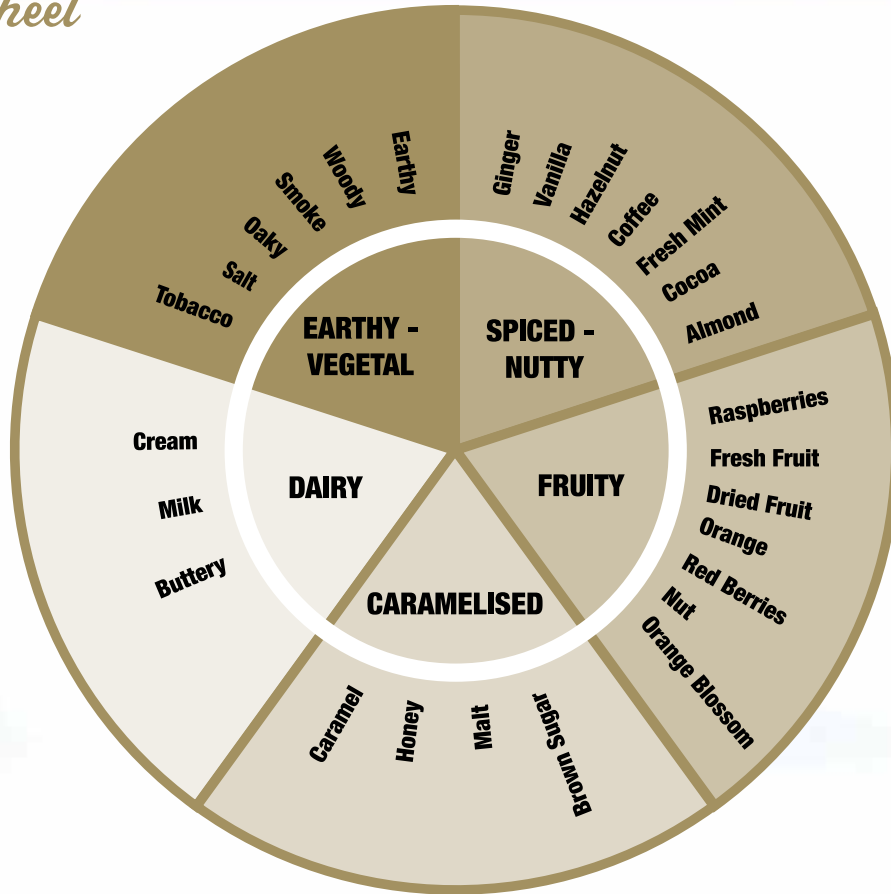 heel
Earthy
Woody
Smoke
Oaky
Salt
Tobacco
EARTHY -
VEGETAL
Ginger
Vanilla
Hazelnut
Coffee
Fresh Mint
Cocoa
Almond
SPICED -
NUTTY
Raspberries
Fresh Fruit
Dried Fruit
Orange
Red Berries
Nut
Orange Blossom
FRUITY
Cream
Milk
Buttery
DAIRY
CARAMELISED
Caramel
Honey
Malt
Brown Sugar